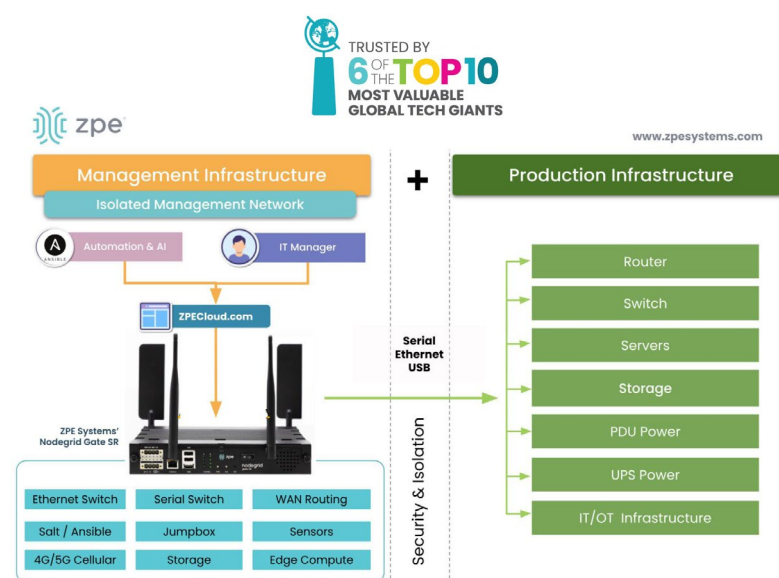 TRUSTED BY
6 OF THE TOP 10
MOST VALUABLE
GLOBAL TECH GIANTS
zpe
www.zpesystems.com
Management Infrastructure
+
Production Infrastructure
Isolated Management Network
ANSIBLE
Automation & AI
IT Manager
ZPECloud.com
Router
Switch
Servers
Storage
PDU Power
UPS Power
IT/OT Infrastructure
Serial
Ethernet
USB
Security & Isolation
ZPE Systems'
Nodegrid Gate SR
zpe
nodegrid
Ethernet Switch
Serial Switch
WAN Routing
Salt / Ansible
Jumpbox
Sensors
4G/5G Cellular
Storage
Edge Compute